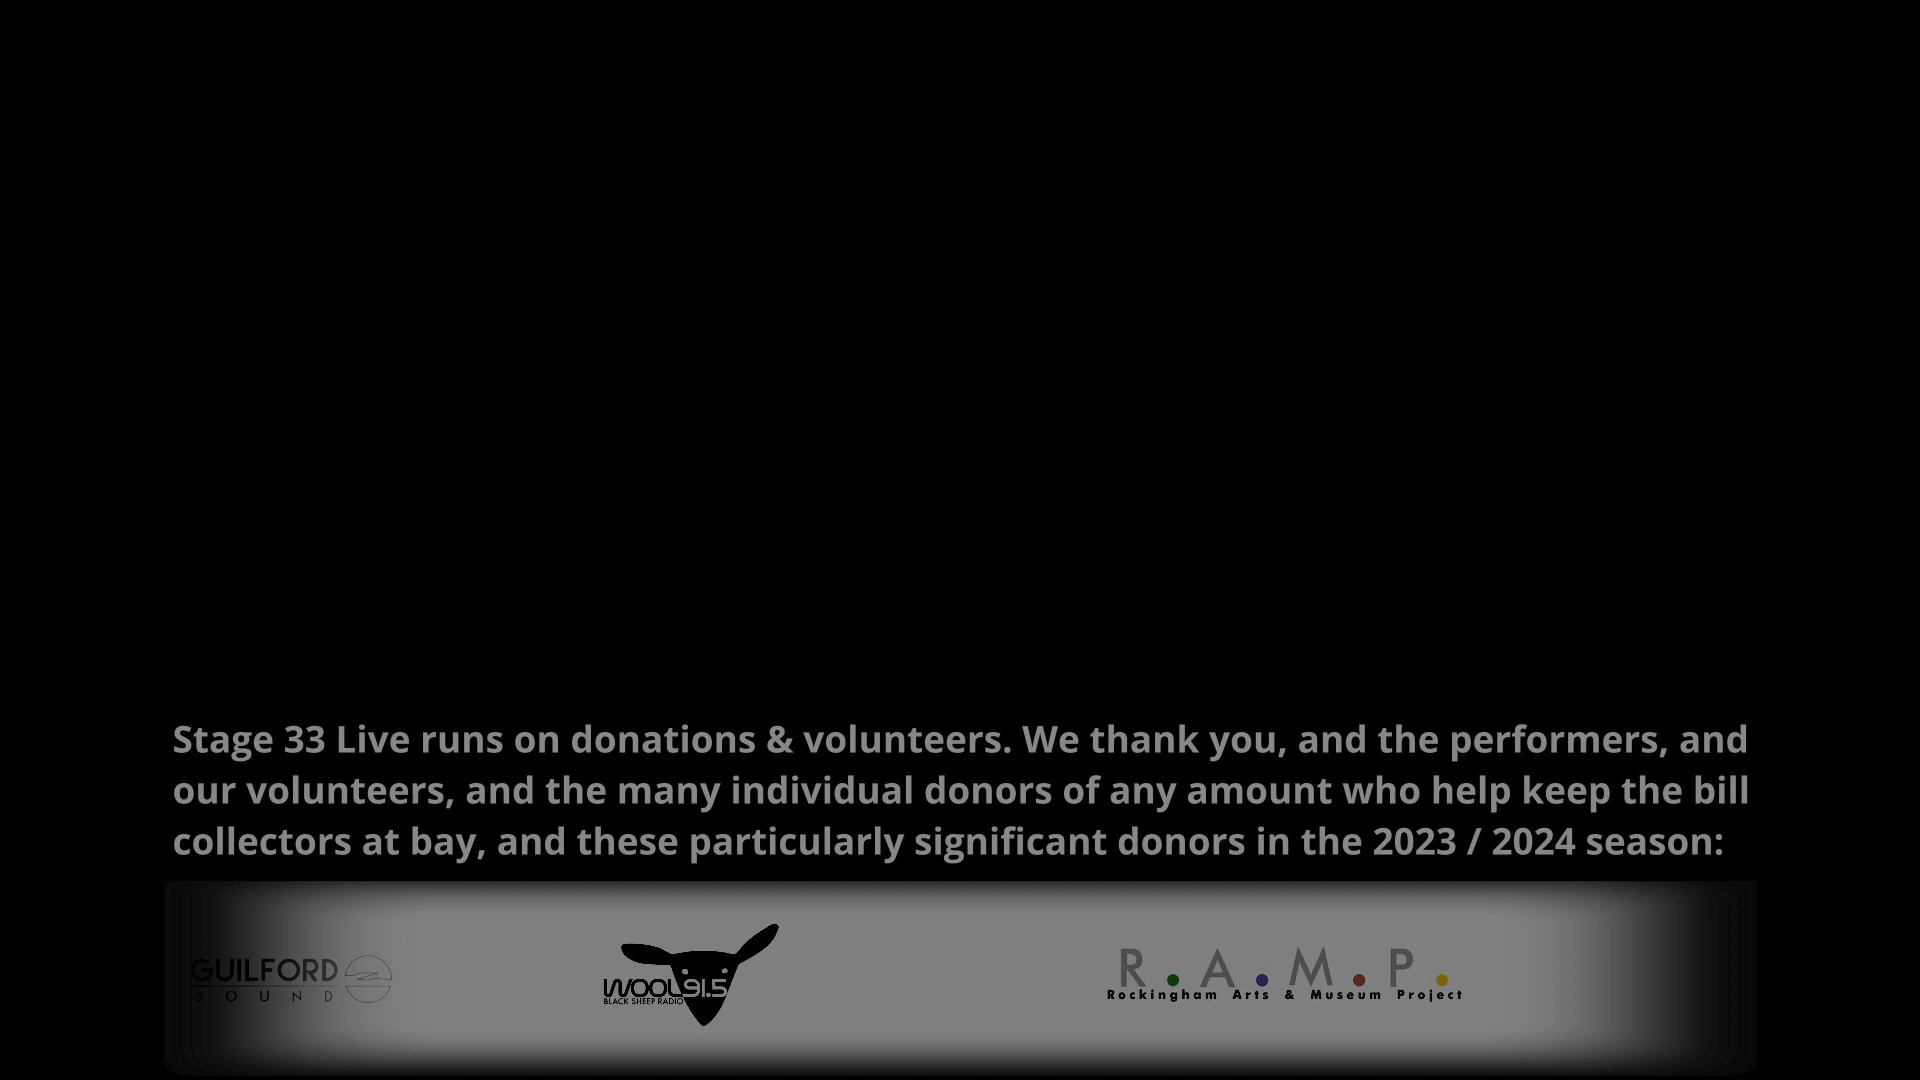 Stage 33 Live runs on donations & volunteers. We thank you, and the performers, and
our volunteers, and the many individual donors of any amount who help keep the bill
collectors at bay, and these particularly significant donors in the 2023 / 2024 season:
GUILFORD
SOUND
WOOL 91.5
BLACK SHEEP RADIO
R.A.M.P.
Rockingham Arts & Museum Project